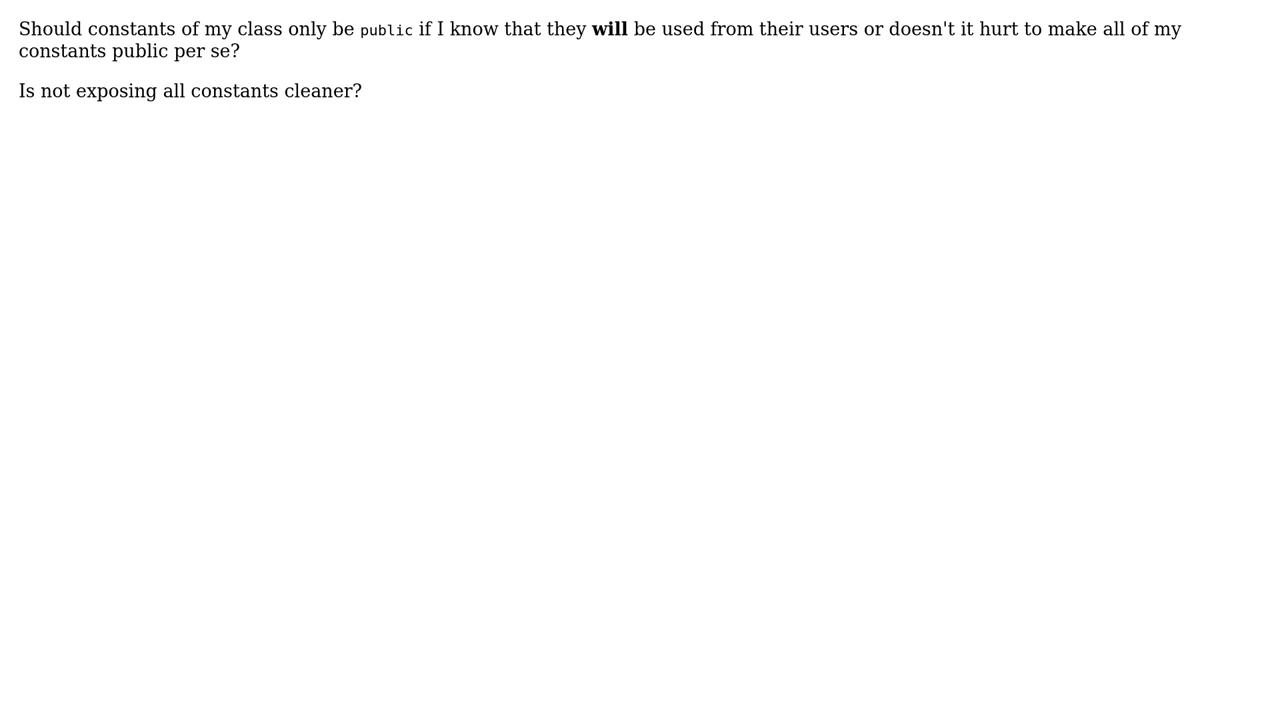 Should constants of my class only be public if I know that they will be used from their users or doesn't it hurt to make all of my
constants public per se?
Is not exposing all constants cleaner?